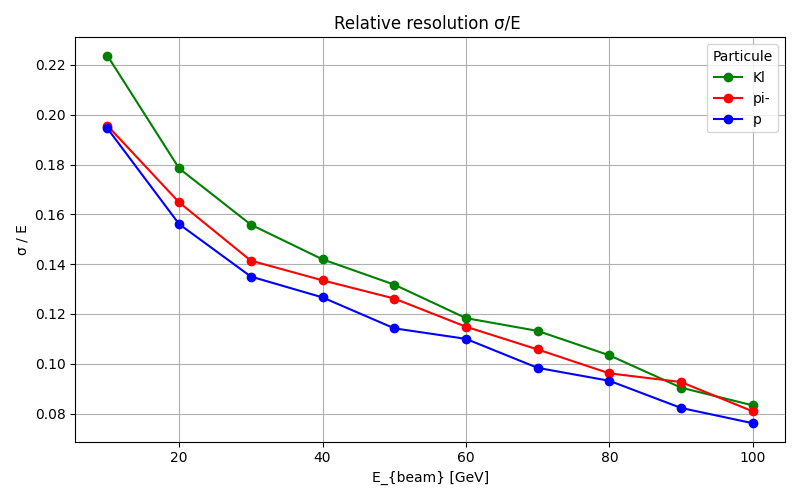 Relative resolution σ/E
Particule
Kl
pi-
p
0.22
0.20
0.18
0.16
0.14
0.12
0.10
0.08
σ / E
20
40
60
80
100
E_{beam} [GeV]